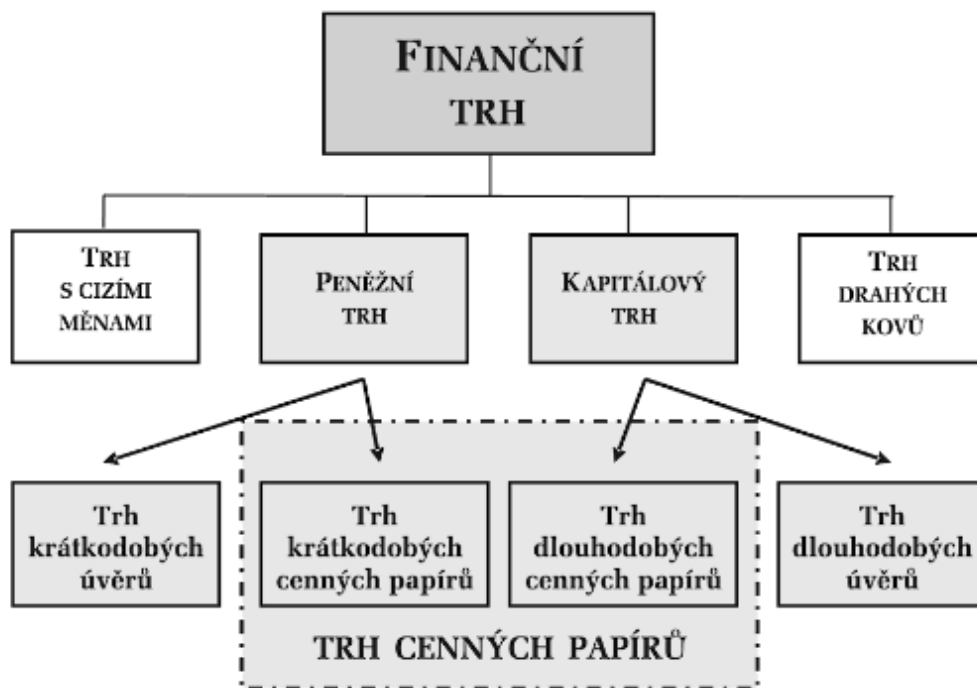 FINANČNÍ
TRH
TRH
S CIZÍMI
MĚNAMI
PENĚŽNÍ
TRH
KAPITÁLOVÝ
TRH
TRH
DRAHÝCH
KOVŮ
Trh
krátkodobých
úvěrů
Trh
krátkodobých
cenných papírů
Trh
dlouhodobých
cenných papírů
Trh
dlouhodobých
úvěrů
TRH CENNÝCH PAPÍRŮ